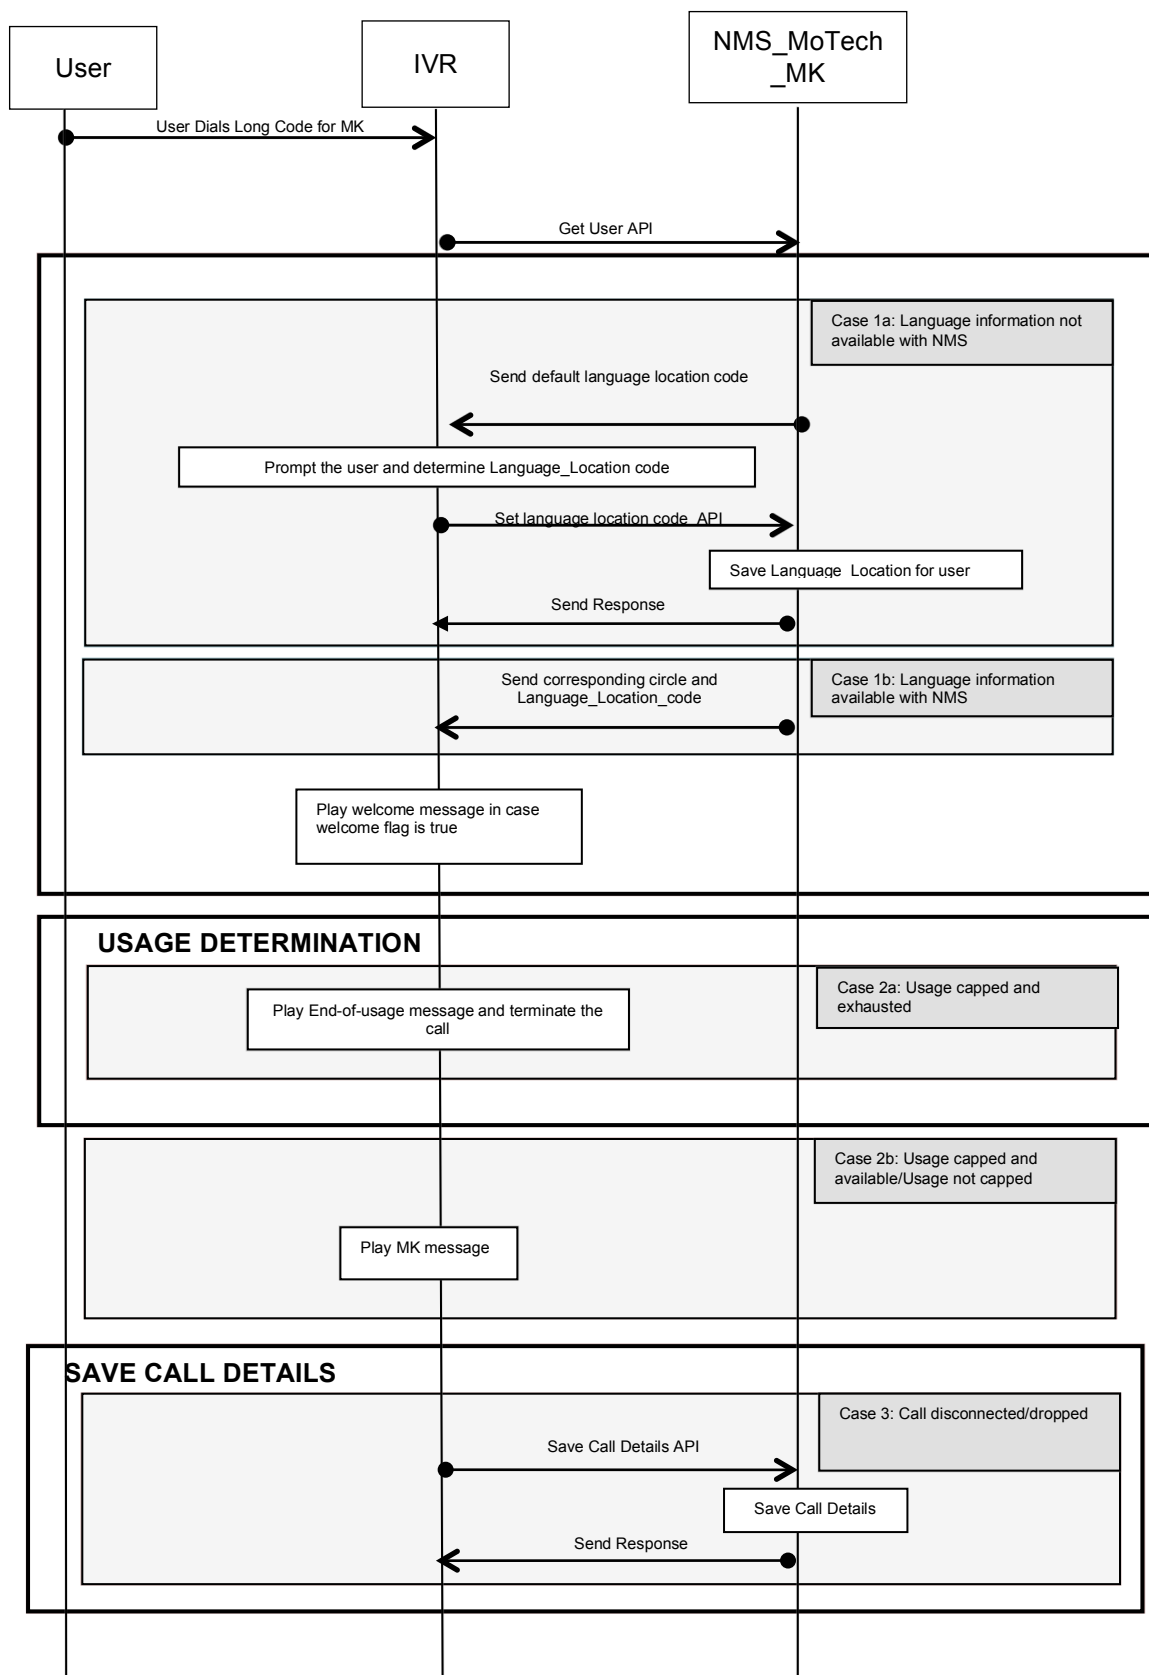 User
IVR
NMS_MoTech
_MK
User Dials Long Code for MK
Get User API
Case 1a: Language information not
available with NMS
Send default language location code
Prompt the user and determine Language_Location code
Set language location code  API
Save Language  Location for user
Send Response
Send corresponding circle and
Language_Location_code
Case 1b: Language information
available with NMS
Play welcome message in case
welcome flag is true
USAGE DETERMINATION
Case 2a: Usage capped and
exhausted
Play End-of-usage message and terminate the
call
Case 2b: Usage capped and
available/Usage not capped
Play MK message
SAVE CALL DETAILS
Case 3: Call disconnected/dropped
Save Call Details API
Save Call Details
Send Response